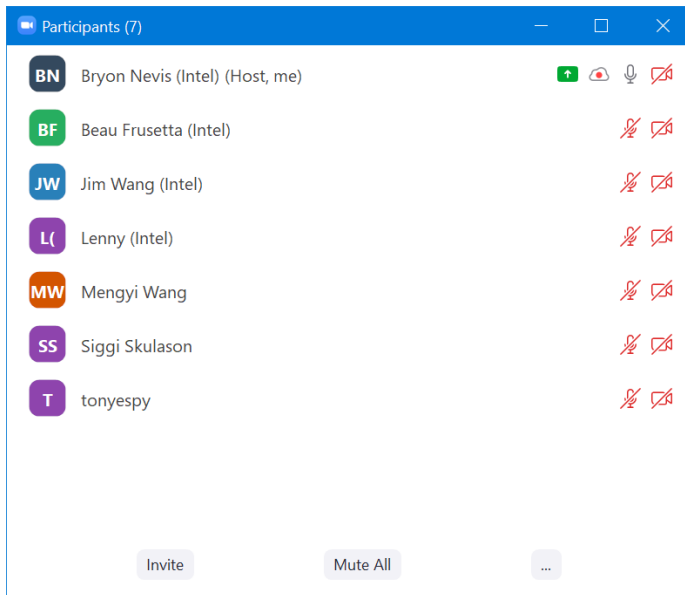 Participants (7)
BN Bryon Nevis (Intel) (Host, me)
BF Beau Frusetta (Intel)
JW Jim Wang (Intel)
L( Lenny (Intel)
MW Mengyi Wang
SS Siggi Skulason
T tonyespy
Invite Mute All ...